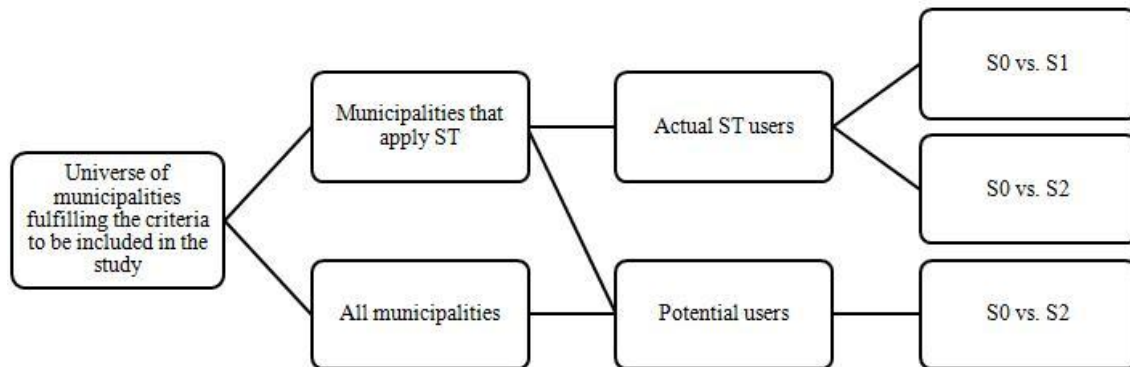 Universe of
municipalities
fulfilling the criteria
to be included in the
study
Municipalities that
apply ST
All municipalities
Actual ST users
Potential users
S0 vs. S1
S0 vs. S2
S0 vs. S2